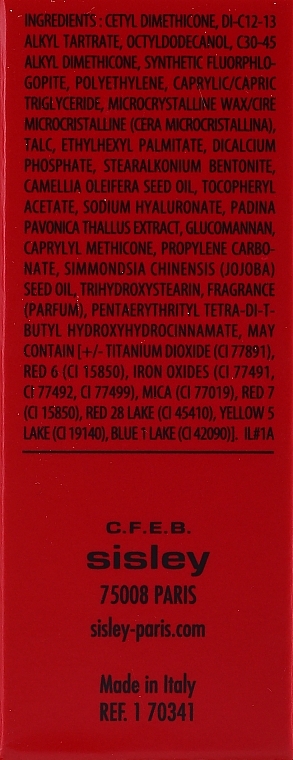 INGREDIENTS : CETYL DIMETHICONE, DI-C12-13
ALKYL TARTRATE, OCTYLDODECANOL, C30-45
ALKYL DIMETHICONE, SYNTHETIC FLUORPHLO-
GOPITE, POLYETHYLENE, CAPRYLIC/CAPRIC
TRIGLYCERIDE, MICROCRYSTALLINE WAX/CIRE
MICROCRISTALLINE (CERA MICROCRISTALLINA),
TALC, ETHYLHEXYL PALMITATE, DICALCIUM
PHOSPHATE, STEARALKONIUM BENTONITE,
CAMELLIA OLEIFERA SEED OIL, TOCOPHERYL
ACETATE, SODIUM HYALURONATE, PADINA
PAVONICA THALLUS EXTRACT, GLUCOMANNAN,
CAPRYLYL METHICONE, PROPYLENE CARBO-
NATE, SIMMONDSIA CHINENSIS (JOJOBA)
SEED OIL, TRIHYDROXYSTEARIN, FRAGRANCE
(PARFUM), PENTAERYTHRITYL TETRA-DI-T-
BUTYL HYDROXYHYDROCINNAMATE, MAY
CONTAIN [+/- TITANIUM DIOXIDE (CI 77891),
RED 6 (CI 15850), IRON OXIDES (CI 77491,
CI 77492, CI 77499), MICA (CI 77019), RED 7
(CI 15850), RED 28 LAKE (CI 45410), YELLOW 5
LAKE (CI 19140), BLUE 1 LAKE (CI 42090)]. IL#1A
C.F.E.B.
sisley
75008 PARIS
sisley-paris.com
Made in Italy
REF. 1 70341